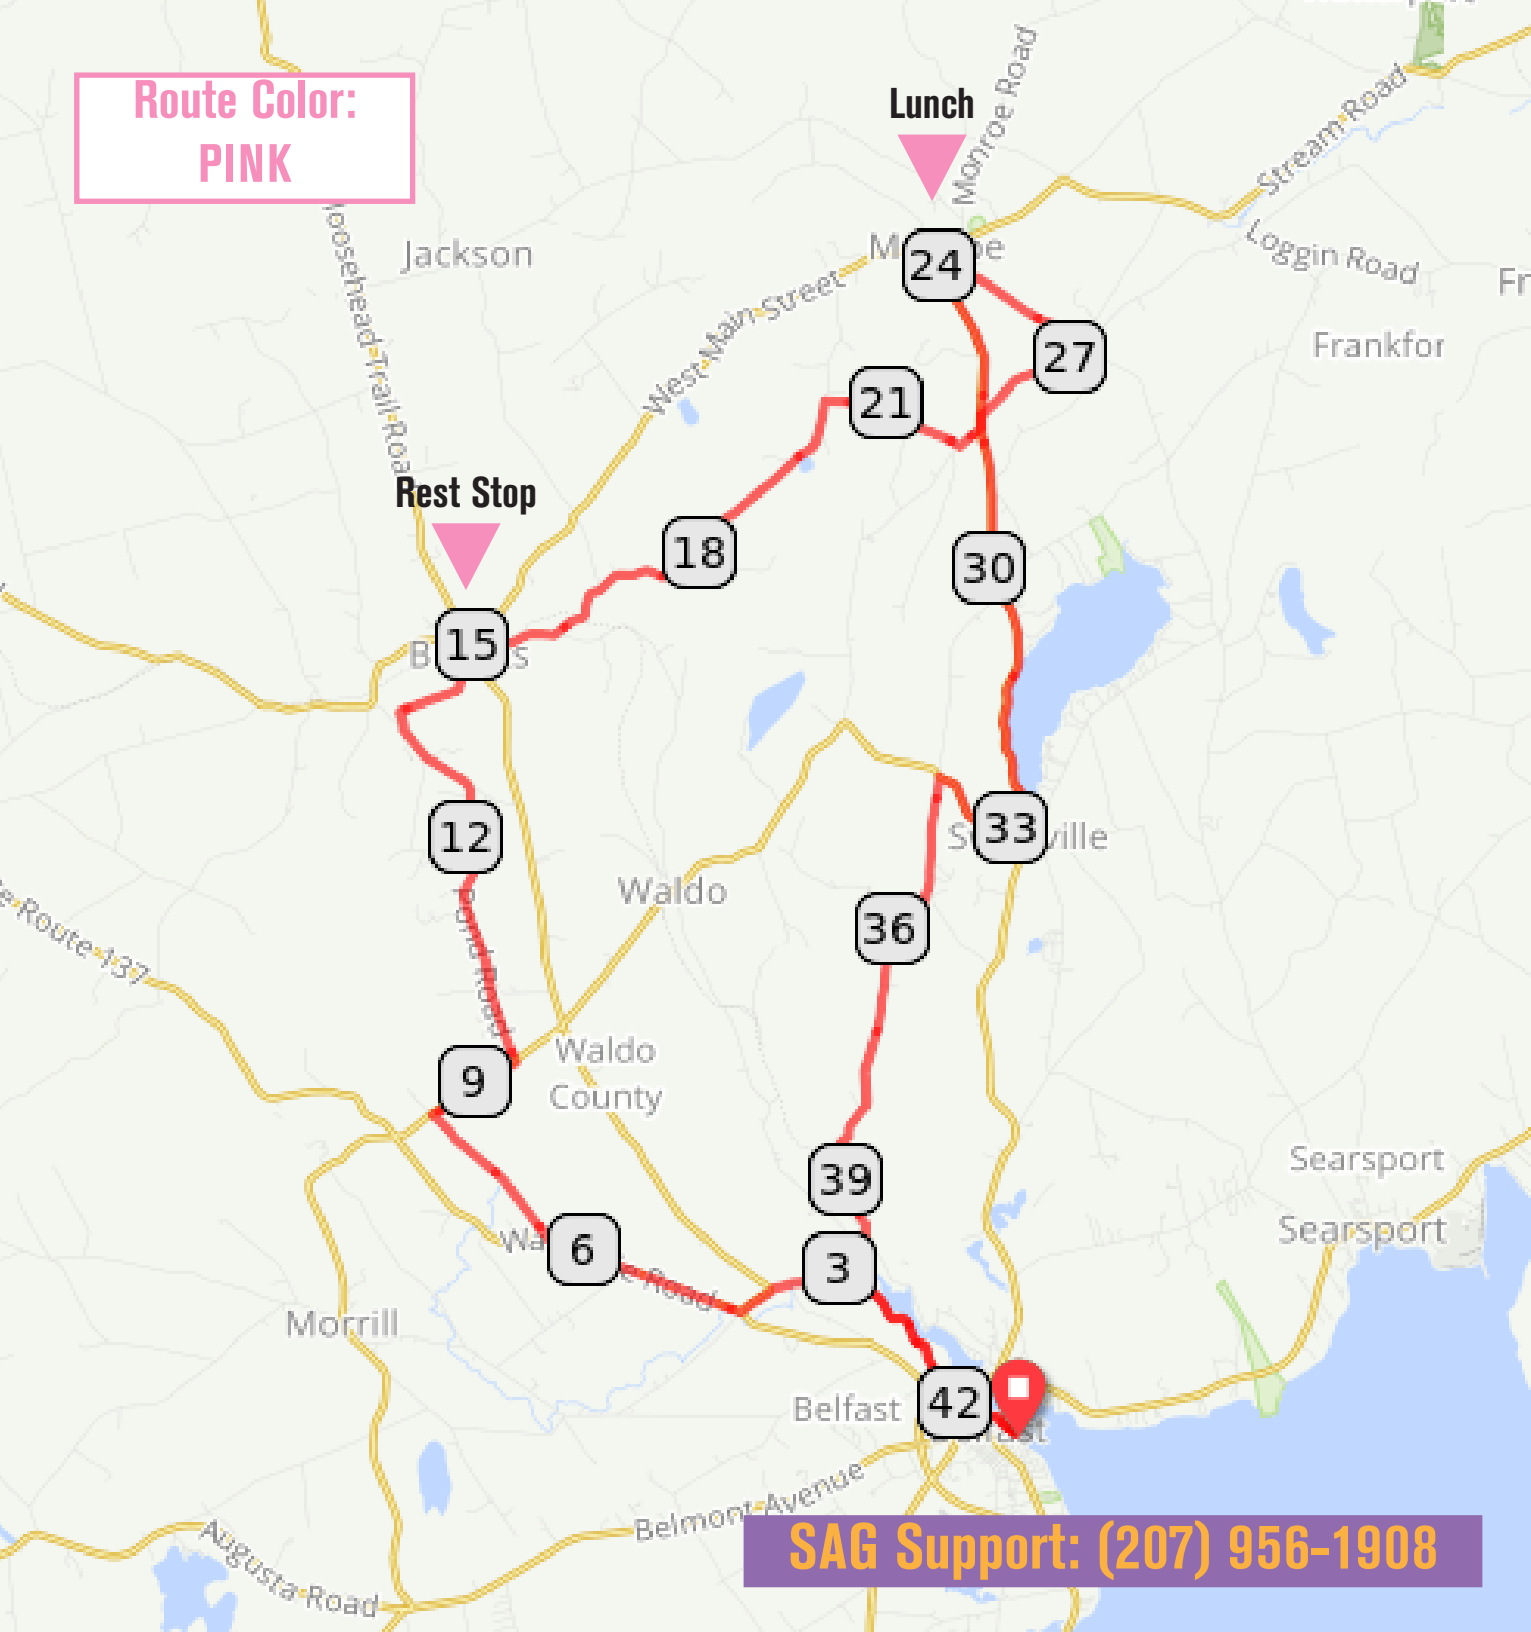 Route Color:
PINK
Lunch
Monroe Road
Stream Road
Loggin Road
Jackson
24
West Main Street
Frankfor
27
21
Rest Stop
18
30
15
12
33
Waldo
36
Pond Road
Route 137
9
Waldo
County
39
Searsport
Searsport
6
3
Road
Morrill
42
Belfast
Belmont Avenue
Augusta Road
SAG Support: (207) 956-1908